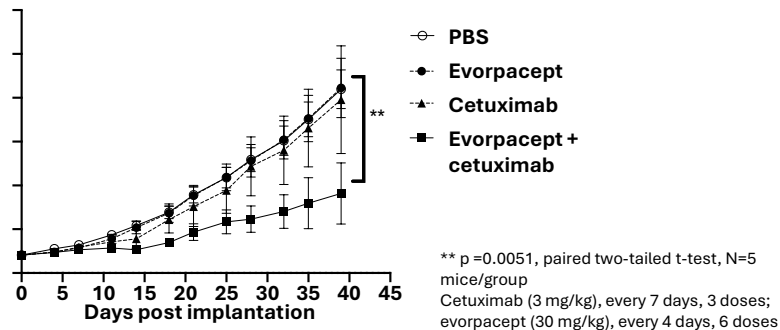 PBS
Evorpacept
Cetuximab
Evorpacept +
cetuximab
**
0 5 10 15 20 25 30 35 40 45
Days post implantation
** p =0.0051, paired two-tailed t-test, N=5
mice/group
Cetuximab (3 mg/kg), every 7 days, 3 doses;
evorpacept (30 mg/kg), every 4 days, 6 doses